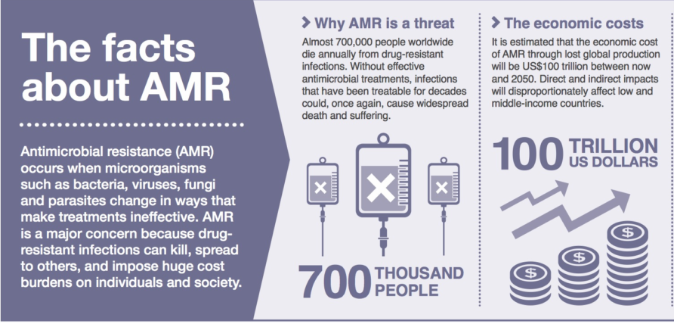 The facts
about AMR
Antimicrobial resistance (AMR)
occurs when microorganisms
such as bacteria, viruses, fungi
and parasites change in ways that
make treatments ineffective. AMR
is a major concern because drug-
resistant infections can kill, spread
to others, and impose huge cost
burdens on individuals and society.
Why AMR is a threat
Almost 700,000 people worldwide
die annually from drug-resistant
infections. Without effective
antimicrobial treatments, infections
that have been treatable for decades
could, once again, cause widespread
death and suffering.
700 THOUSAND
PEOPLE
The economic costs
It is estimated that the economic cost
of AMR through lost global production
will be US$100 trillion between now
and 2050. Direct and indirect impacts
will disproportionately affect low and
middle-income countries.
100 TRILLION
US DOLLARS
$
$
$